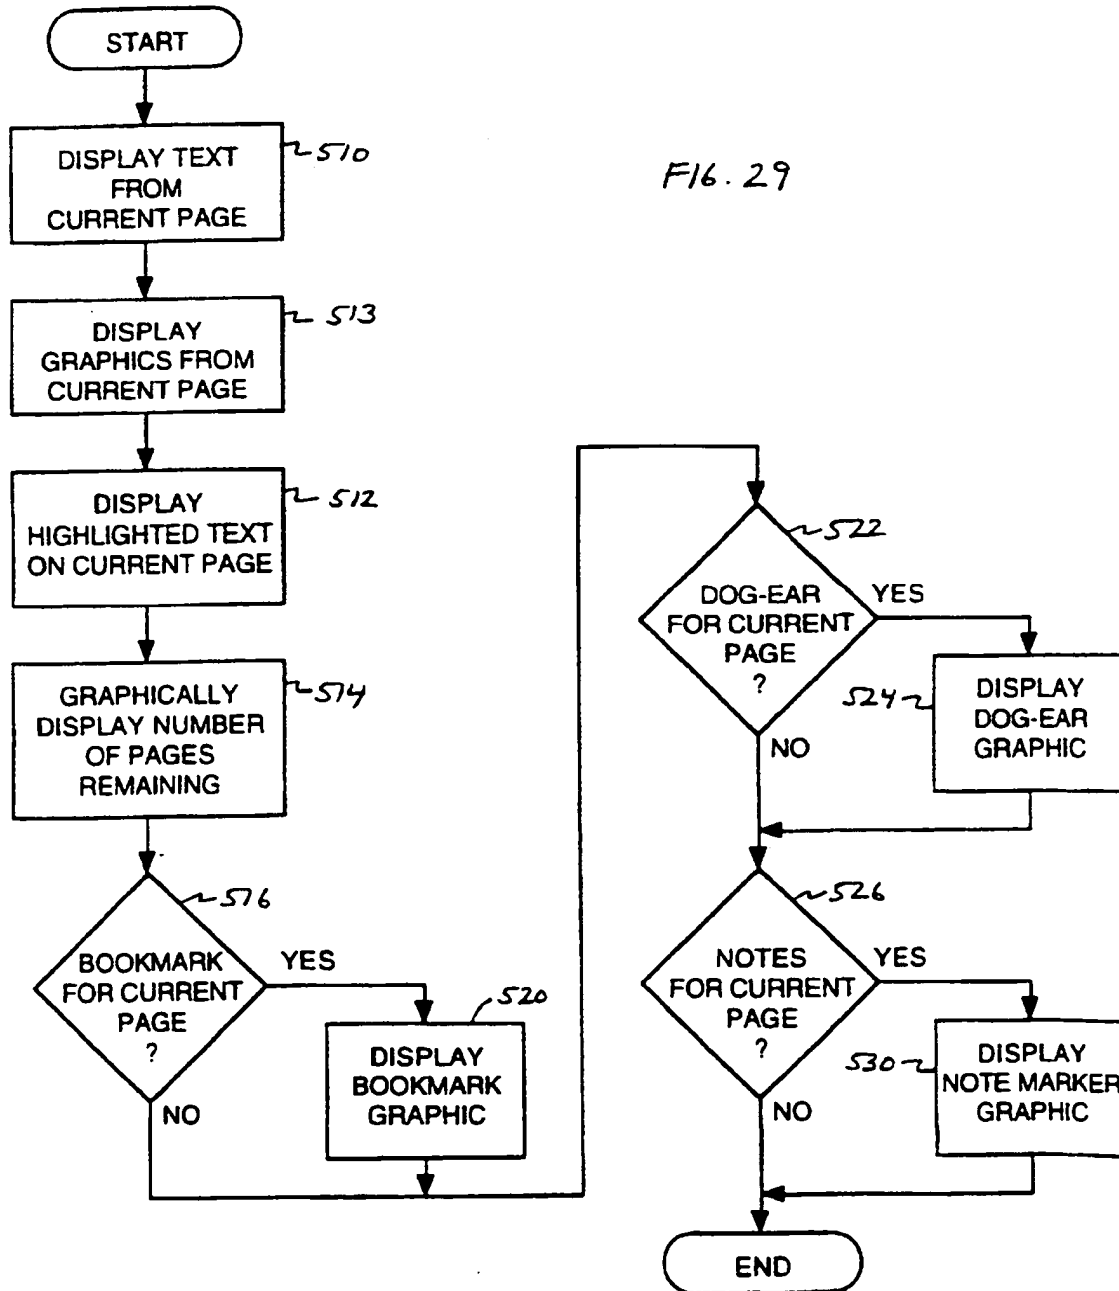 START
DISPLAY TEXT
FROM
CURRENT PAGE
510
FIG. 29
DISPLAY
GRAPHICS FROM
CURRENT PAGE
513
DISPLAY
HIGHLIGHTED TEXT
ON CURRENT PAGE
512
GRAPHICALLY
DISPLAY NUMBER
OF PAGES
REMAINING
514
BOOKMARK
FOR CURRENT
PAGE
?
516
YES
NO
DISPLAY
BOOKMARK
GRAPHIC
520
DOG-EAR
FOR CURRENT
PAGE
?
522
YES
NO
DISPLAY
DOG-EAR
GRAPHIC
524
NOTES
FOR CURRENT
PAGE
?
526
YES
NO
DISPLAY
NOTE MARKER
GRAPHIC
530
END